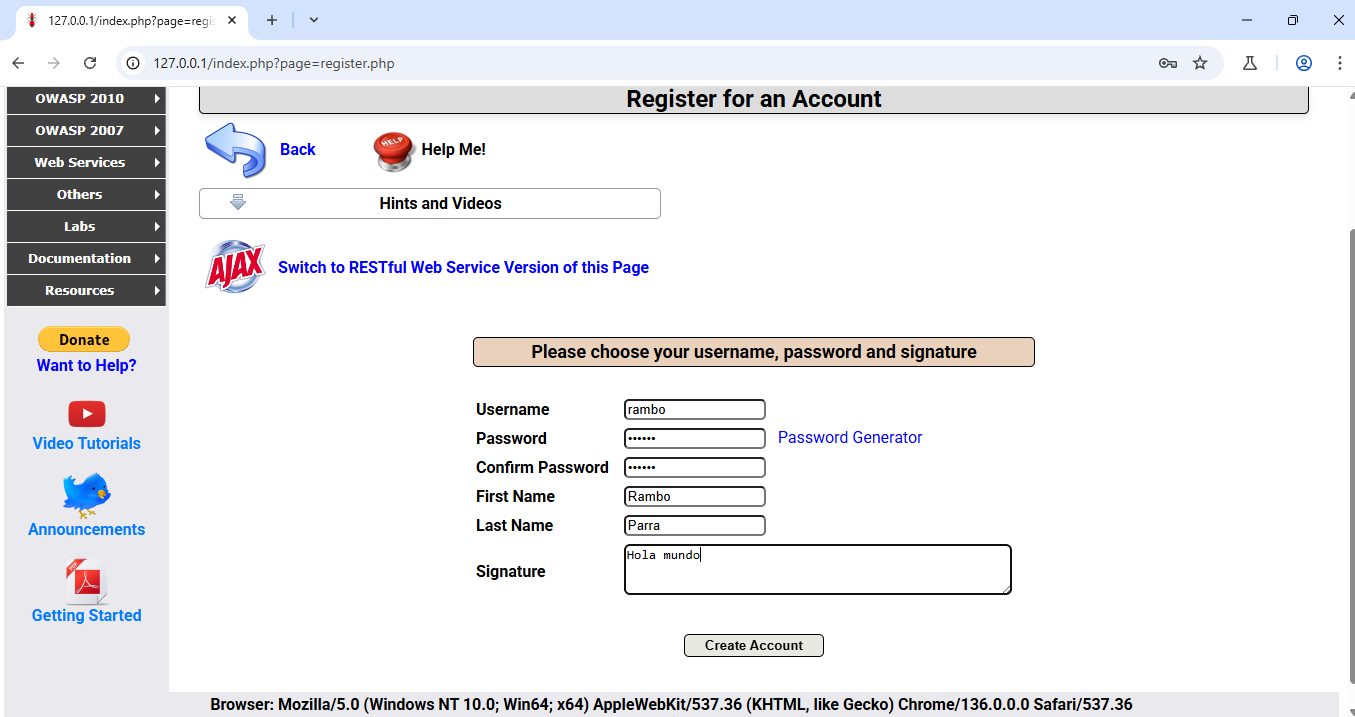 127.0.0.1/index.php?page=regis
127.0.0.1/index.php?page=register.php
OWASP 2010
OWASP 2007
Web Services
Others
Labs
Documentation
Resources
Donate
Want to Help?
Video Tutorials
Announcements
PDF
Getting Started
Register for an Account
Back
HELP
Help Me!
Hints and Videos
AJAX
Switch to RESTful Web Service Version of this Page
Please choose your username, password and signature
Username rambo
Password •••••• Password Generator
Confirm Password ••••••
First Name Rambo
Last Name Parra
Signature Hola mundo
Create Account
Browser: Mozilla/5.0 (Windows NT 10.0; Win64; x64) AppleWebKit/537.36 (KHTML, like Gecko) Chrome/136.0.0.0 Safari/537.36